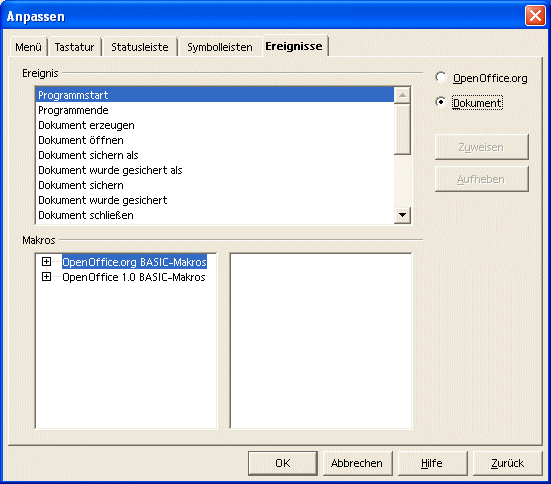 Anpassen
Menü Tastatur Statusleiste Symbolleisten Ereignisse
Ereignis
OpenOffice.org
Dokument
Programmstart
Programmende
Dokument erzeugen
Dokument öffnen
Dokument sichern als
Dokument wurde gesichert als
Dokument sichern
Dokument wurde gesichert
Dokument schließen
Zuweisen
Aufheben
Makros
OpenOffice.org BASIC-Makros
OpenOffice 1.0 BASIC-Makros
OK Abbrechen Hilfe Zurück